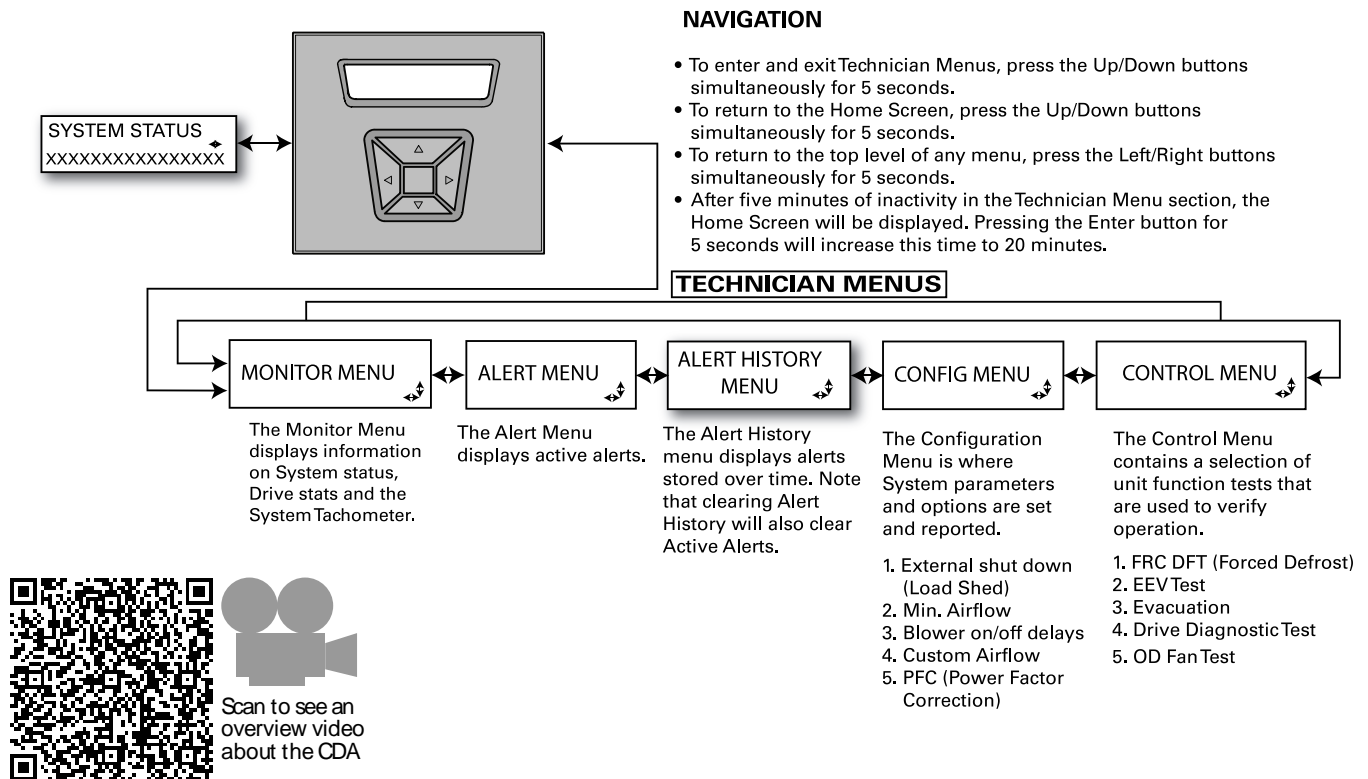 NAVIGATION
• To enter and exit Technician Menus, press the Up/Down buttons
simultaneously for 5 seconds.
• To return to the Home Screen, press the Up/Down buttons
simultaneously for 5 seconds.
• To return to the top level of any menu, press the Left/Right buttons
simultaneously for 5 seconds.
• After five minutes of inactivity in the Technician Menu section, the
Home Screen will be displayed. Pressing the Enter button for
5 seconds will increase this time to 20 minutes.
SYSTEM STATUS
XXXXXXXXXXXXXXXX
TECHNICIAN MENUS
MONITOR MENU
The Monitor Menu
displays information
on System status,
Drive stats and the
System Tachometer.
ALERT MENU
The Alert Menu
displays active alerts.
ALERT HISTORY
MENU
The Alert History
menu displays alerts
stored over time. Note
that clearing Alert
History will also clear
Active Alerts.
CONFIG MENU
The Configuration
Menu is where
System parameters
and options are set
and reported.
1. External shut down
(Load Shed)
2. Min. Airflow
3. Blower on/off delays
4. Custom Airflow
5. PFC (Power Factor
Correction)
CONTROL MENU
The Control Menu
contains a selection of
unit function tests that
are used to verify
operation.
1. FRC DFT (Forced Defrost)
2. EEV Test
3. Evacuation
4. Drive Diagnostic Test
5. OD Fan Test
Scan to see an
overview video
about the CDA